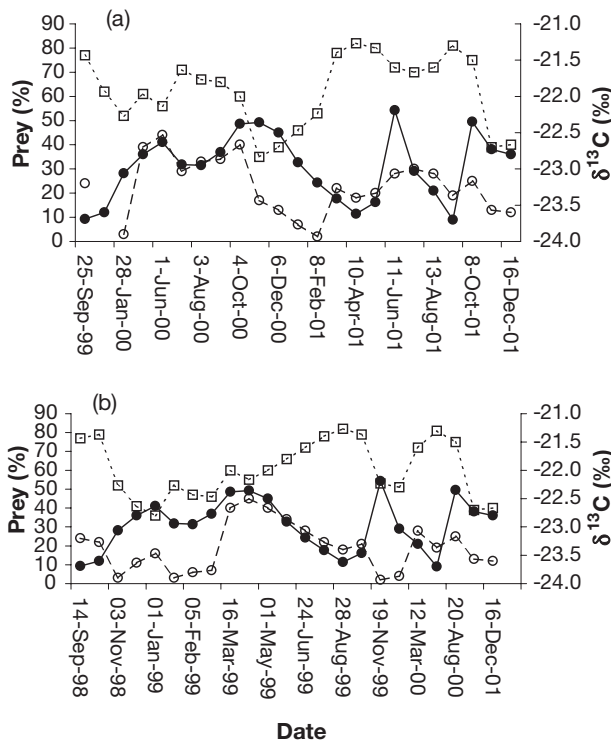 (a)
Prey (%)
90
80
70
60
50
40
30
20
10
0
-21.0
-21.5
-22.0
-22.5
-23.0
-23.5
-24.0
δ13C (‰)
25-Sep-99
28-Jan-00
1-Jun-00
3-Aug-00
4-Oct-00
6-Dec-00
8-Feb-01
10-Apr-01
11-Jun-01
13-Aug-01
8-Oct-01
16-Dec-01
(b)
Prey (%)
90
80
70
60
50
40
30
20
10
0
-21.0
-21.5
-22.0
-22.5
-23.0
-23.5
-24.0
δ13C (‰)
14-Sep-98
03-Nov-98
01-Jan-99
05-Feb-99
16-Mar-99
01-May-99
24-Jun-99
28-Aug-99
19-Nov-99
12-Mar-00
20-Aug-00
16-Dec-01
Date